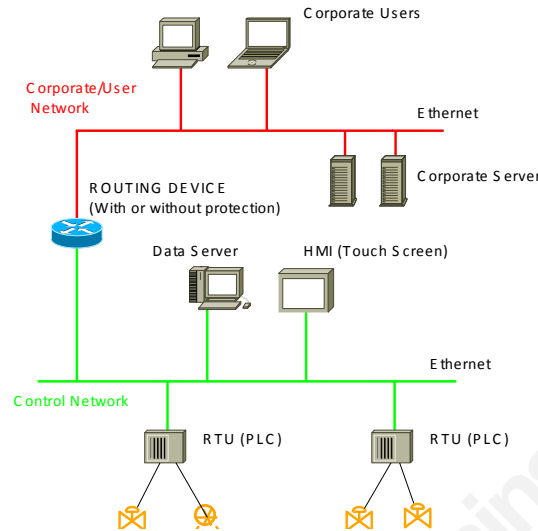 Corporate Users
Corporate/User
Network
Ethernet
Corporate Server
ROUTING DEVICE
(With or without protection)
Data Server
HMI (Touch Screen)
Ethernet
Control Network
RTU (PLC)
RTU (PLC)